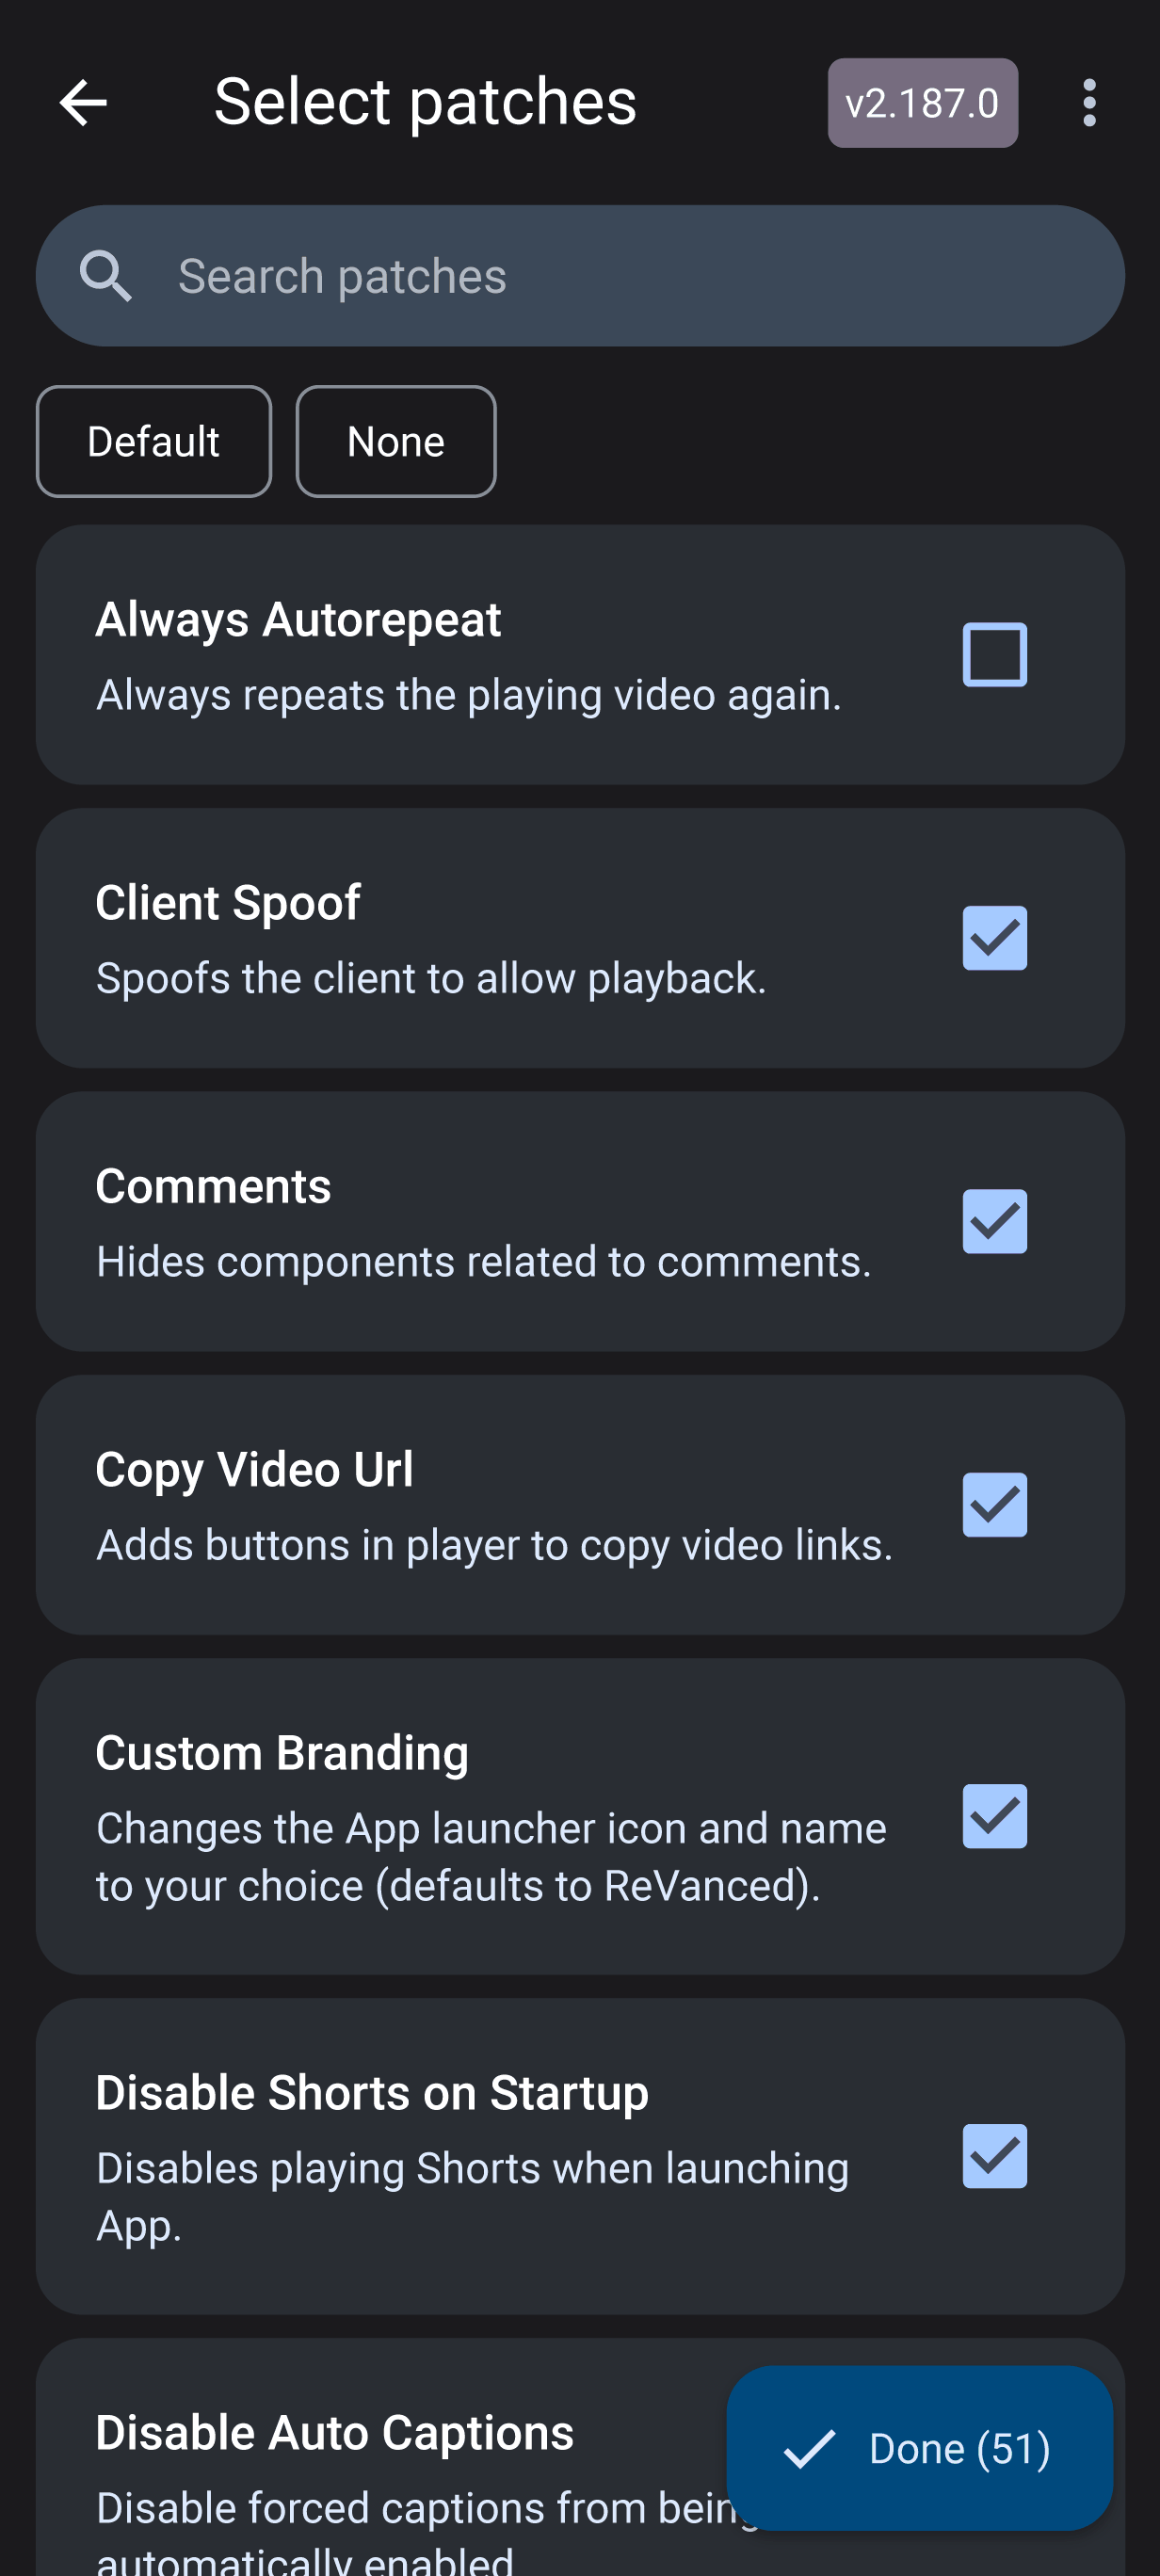 Select patches
v2.187.0
Search patches
Default
None
Always Autorepeat
Always repeats the playing video again.
Client Spoof
Spoofs the client to allow playback.
Comments
Hides components related to comments.
Copy Video Url
Adds buttons in player to copy video links.
Custom Branding
Changes the App launcher icon and name
to your choice (defaults to ReVanced).
Disable Shorts on Startup
Disables playing Shorts when launching
App.
Disable Auto Captions
Done (51)
Disable forced captions from being
automatically enabled